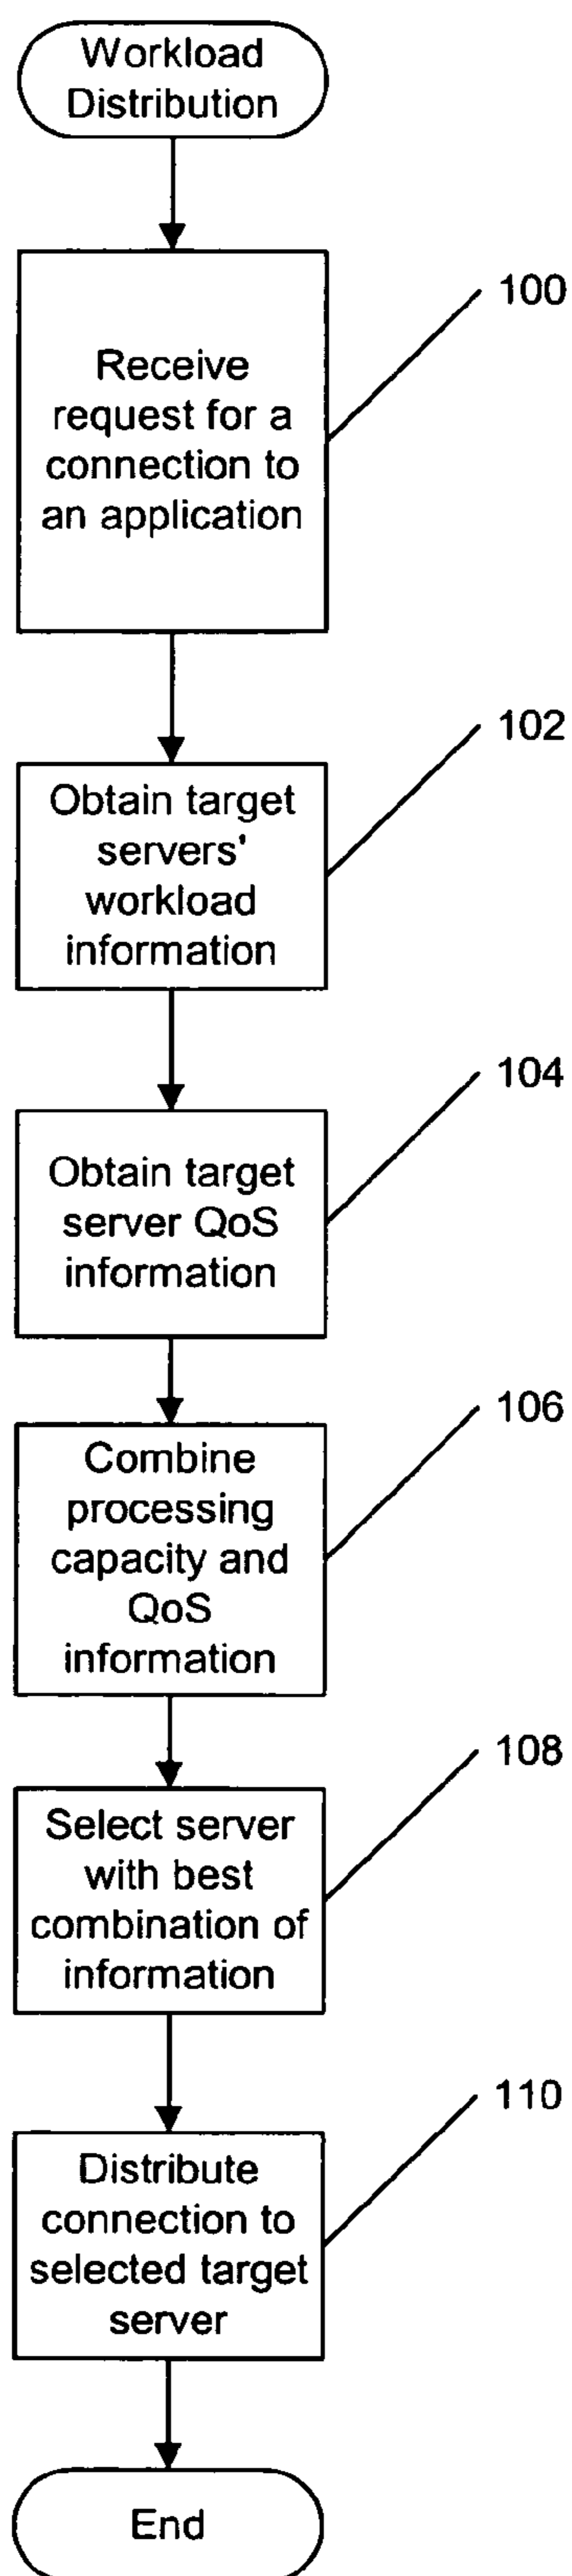 Workload
Distribution
100
Receive
request for a
connection to
an application
102
Obtain target
servers'
workload
information
104
Obtain target
server QoS
information
106
Combine
processing
capacity and
QoS
information
108
Select server
with best
combination of
information
110
Distribute
connection to
selected target
server
End